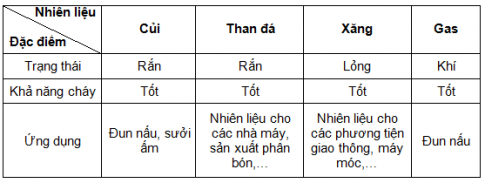 Nhiên liệu
Đặc điểm
Củi
Than đá
Xăng
Gas
Trạng thái
Rắn
Rắn
Lỏng
Khí
Khả năng cháy
Tốt
Tốt
Tốt
Tốt
Ứng dụng
Đun nấu, sưởi
ấm
Nhiên liệu cho
các nhà máy,
sản xuất phân
bón,...
Nhiên liệu cho
các phương tiện
giao thông, máy
móc,...
Đun nấu